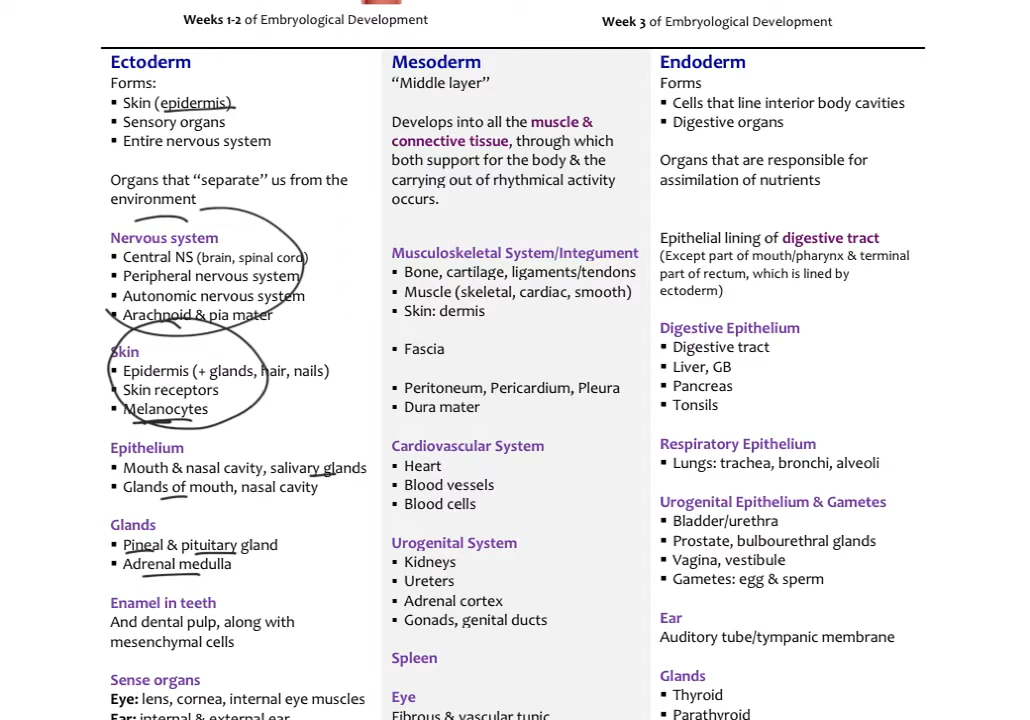 Weeks 1-2 of Embryological Development
Week 3 of Embryological Development
Ectoderm
Forms:
▪ Skin (epidermis)
▪ Sensory organs
▪ Entire nervous system
Organs that “separate” us from the
environment
Nervous system
▪ Central NS (brain, spinal cord)
▪ Peripheral nervous system
▪ Autonomic nervous system
▪ Arachnoid & pia mater
Skin
▪ Epidermis (+ glands, hair, nails)
▪ Skin receptors
▪ Melanocytes
Epithelium
▪ Mouth & nasal cavity, salivary glands
▪ Glands of mouth, nasal cavity
Glands
▪ Pineal & pituitary gland
▪ Adrenal medulla
Enamel in teeth
And dental pulp, along with
mesenchymal cells
Sense organs
Eye: lens, cornea, internal eye muscles
Ear: internal & external ear
Mesoderm
“Middle layer”
Develops into all the muscle &
connective tissue, through which
both support for the body & the
carrying out of rhythmical activity
occurs.
Musculoskeletal System/Integument
▪ Bone, cartilage, ligaments/tendons
▪ Muscle (skeletal, cardiac, smooth)
▪ Skin: dermis
▪ Fascia
▪ Peritoneum, Pericardium, Pleura
▪ Dura mater
Cardiovascular System
▪ Heart
▪ Blood vessels
▪ Blood cells
Urogenital System
▪ Kidneys
▪ Ureters
▪ Adrenal cortex
▪ Gonads, genital ducts
Spleen
Eye
Fibrous & vascular tunic
Endoderm
Forms
▪ Cells that line interior body cavities
▪ Digestive organs
Organs that are responsible for
assimilation of nutrients
Epithelial lining of digestive tract
(Except part of mouth/pharynx & terminal
part of rectum, which is lined by
ectoderm)
Digestive Epithelium
▪ Digestive tract
▪ Liver, GB
▪ Pancreas
▪ Tonsils
Respiratory Epithelium
▪ Lungs: trachea, bronchi, alveoli
Urogenital Epithelium & Gametes
▪ Bladder/urethra
▪ Prostate, bulbourethral glands
▪ Vagina, vestibule
▪ Gametes: egg & sperm
Ear
Auditory tube/tympanic membrane
Glands
▪ Thyroid
▪ Parathyroid